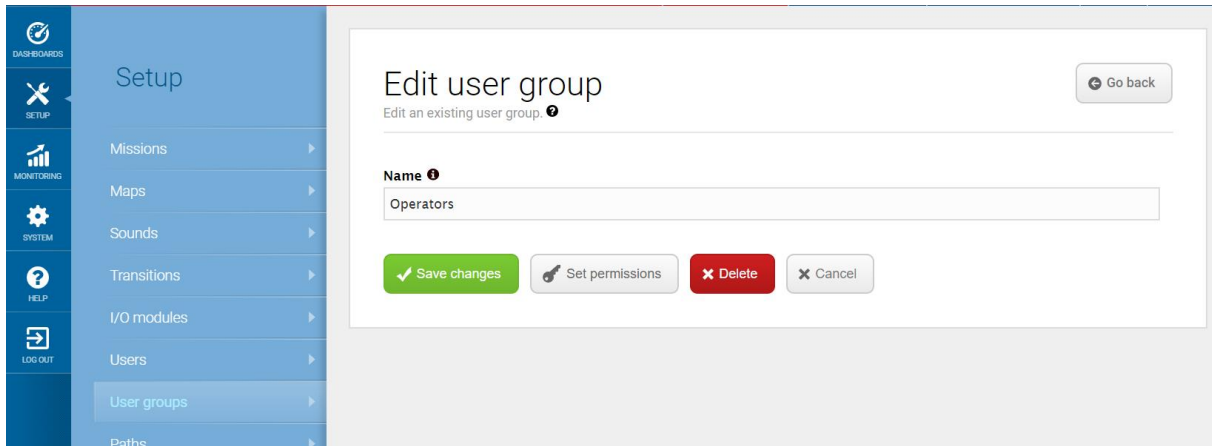 DASHBOARDS
SETUP
MONITORING
SYSTEM
HELP
LOG OUT
Setup
Missions
Maps
Sounds
Transitions
I/O modules
Users
User groups
Paths
Edit user group
Go back
Edit an existing user group.
Name
Operators
Save changes
Set permissions
Delete
Cancel